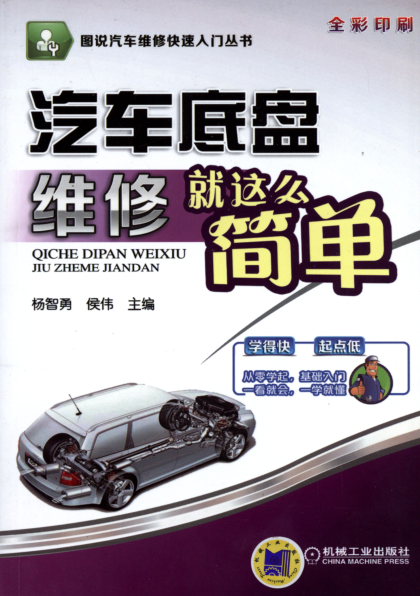 图说汽车维修快速入门丛书
全彩印刷
汽车底盘
维修就这么
简单
QICHE DIPAN WEIXIU
JIU ZHEME JIANDAN
杨智勇 侯伟 主编
学得快 起点低
从零学起，基础入门
一看就会，一学就懂
机械工业出版社
CHINA MACHINE PRESS